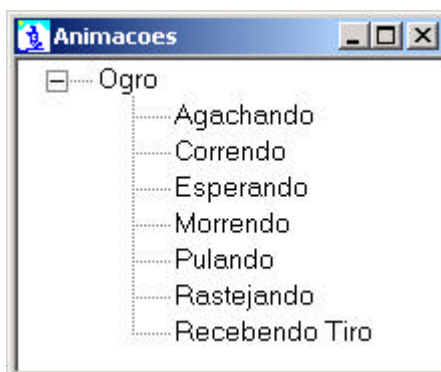 Animacoes
Ogro
Agachando
Correndo
Esperando
Morrendo
Pulando
Rastejando
Recebendo Tiro